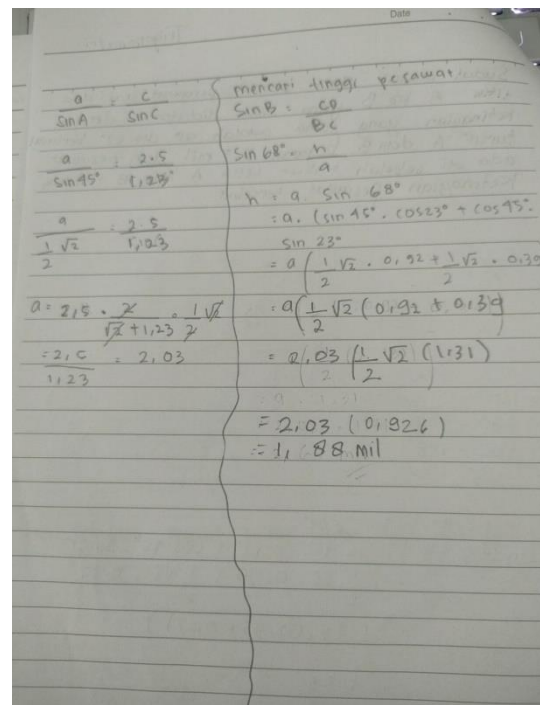 Date
a/Sin A = c/Sin C
a/Sin 45° = 2.5/1,23
a/(1/2 √2) = 2.5/1,23
a = 2,5 · 2/(√2 + 1,23) · 1/2 √2
= 2,5/1,23 = 2,03
mencari tinggi pesawat
Sin B = CD/BC
Sin 68° = h/a
h = a Sin 68°
= a. (sin 45°. cos 23° + cos 45°.
sin 23°
= a (1/2 √2 . 0,92 + 1/2 √2 . 0,39
= a (1/2 √2 (0,92 + 0,39
= 2,03 (1/2 √2 (1,31)
= 2,03 (0,926)
= 1,88 mil